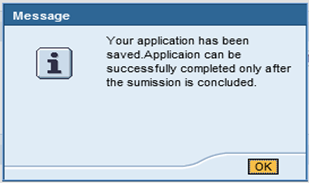 Message
Your application has been
saved.Applicaion can be
successfully completed only after
the sumission is concluded.
OK